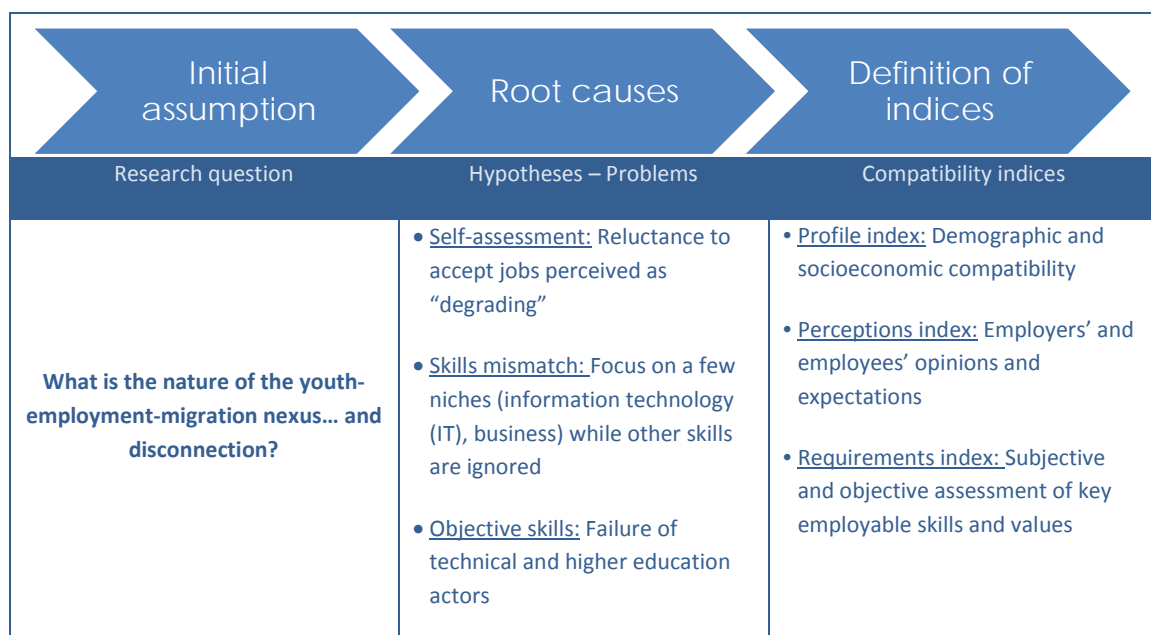 Initial
assumption
Root causes
Definition of
indices
Research question
Hypotheses – Problems
Compatibility indices
What is the nature of the youth-
employment-migration nexus… and
disconnection?
• Self-assessment: Reluctance to
accept jobs perceived as
“degrading”
• Skills mismatch: Focus on a few
niches (information technology
(IT), business) while other skills
are ignored
• Objective skills: Failure of
technical and higher education
actors
• Profile index: Demographic and
socioeconomic compatibility
• Perceptions index: Employers’ and
employees’ opinions and
expectations
• Requirements index: Subjective
and objective assessment of key
employable skills and values